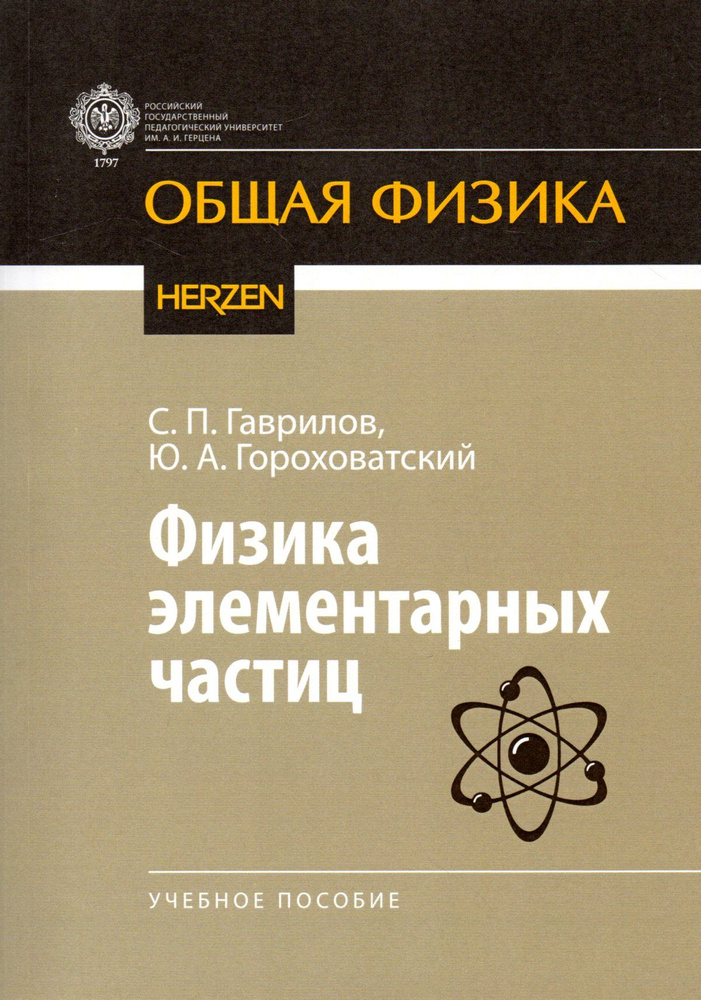 РОССИЙСКИЙ
ГОСУДАРСТВЕННЫЙ
ПЕДАГОГИЧЕСКИЙ УНИВЕРСИТЕТ
ИМ. А. И. ГЕРЦЕНА
1797
ОБЩАЯ ФИЗИКА
HERZEN
С. П. Гаврилов,
Ю. А. Гороховатский
Физика
элементарных
частиц
УЧЕБНОЕ ПОСОБИЕ